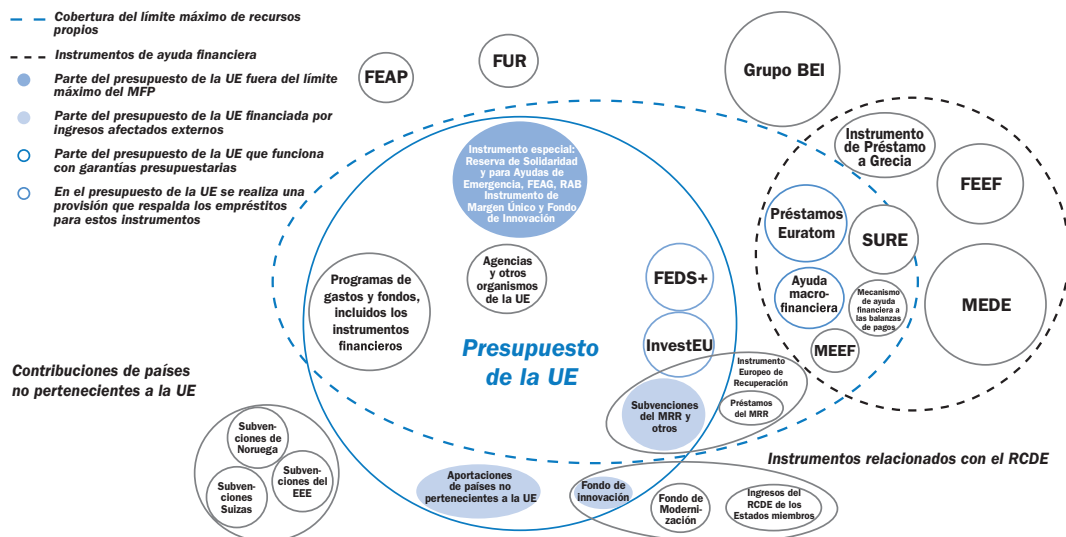 Cobertura del límite máximo de recursos
propios
Instrumentos de ayuda financiera
Parte del presupuesto de la UE fuera del límite
máximo del MFP
Parte del presupuesto de la UE financiada por
ingresos afectados externos
Parte del presupuesto de la UE que funciona
con garantías presupuestarias
En el presupuesto de la UE se realiza una
provisión que respalda los empréstitos
para estos instrumentos
FEAP
FUR
Grupo BEI
Instrumento especial:
Reserva de Solidaridad
y para Ayudas de
Emergencia, FEAG, RAB
Instrumento de
Margen Único y Fondo
de Innovación
Instrumento
de Préstamo
a Grecia
FEEF
Préstamos
Euratom
SURE
Agencias
y otros
organismos
de la UE
Programas de
gastos y fondos,
incluidos los
instrumentos
financieros
FEDS+
Ayuda
macro-
financiera
Mecanismo
de ayuda
financiera a
las balanzas
de pagos
MEDE
InvestEU
MEEF
Presupuesto
de la UE
Instrumento
Europeo de
Recuperación
Subvenciones
del MRR y
otros
Préstamos
del MRR
Contribuciones de países
no pertenecientes a la UE
Subven-
ciones de
Noruega
Subven-
ciones del
EEE
Subven-
ciones
Suizas
Aportaciones
de países no
pertenecientes a la UE
Instrumentos relacionados con el RCDE
Fondo de
innovación
Fondo de
Moderni-
zación
Ingresos del
RCDE de los
Estados miembros